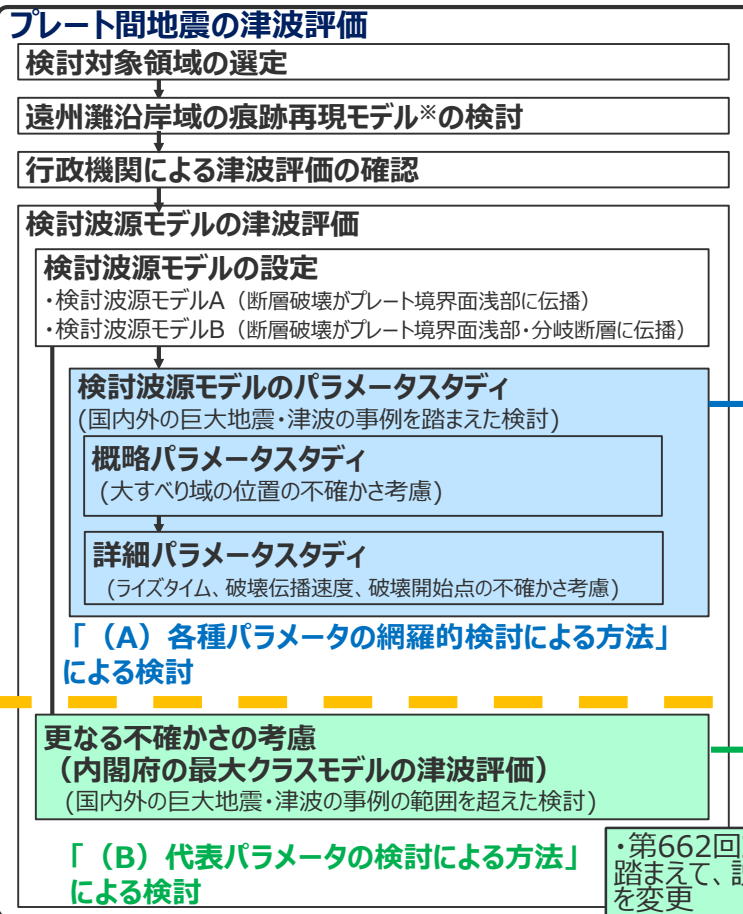 プレート間地震の津波評価
検討対象領域の選定
遠州灘沿岸域の痕跡再現モデル※の検討
行政機関による津波評価の確認
検討波源モデルの津波評価
検討波源モデルの設定
・検討波源モデルA（断層破壊がプレート境界面浅部に伝播）
・検討波源モデルB（断層破壊がプレート境界面浅部・分岐断層に伝播）
検討波源モデルのパラメータスタディ
(国内外の巨大地震・津波の事例を踏まえた検討)
概略パラメータスタディ
(大すべり域の位置の不確かさ考慮)
詳細パラメータスタディ
(ライズタイム、破壊伝播速度、破壊開始点の不確かさ考慮)
「（A）各種パラメータの網羅的検討による方法」
による検討
更なる不確かさの考慮
（内閣府の最大クラスモデルの津波評価）
(国内外の巨大地震・津波の事例の範囲を超えた検討)
「（B）代表パラメータの検討による方法」
による検討
・第662回
踏まえて、
を変更